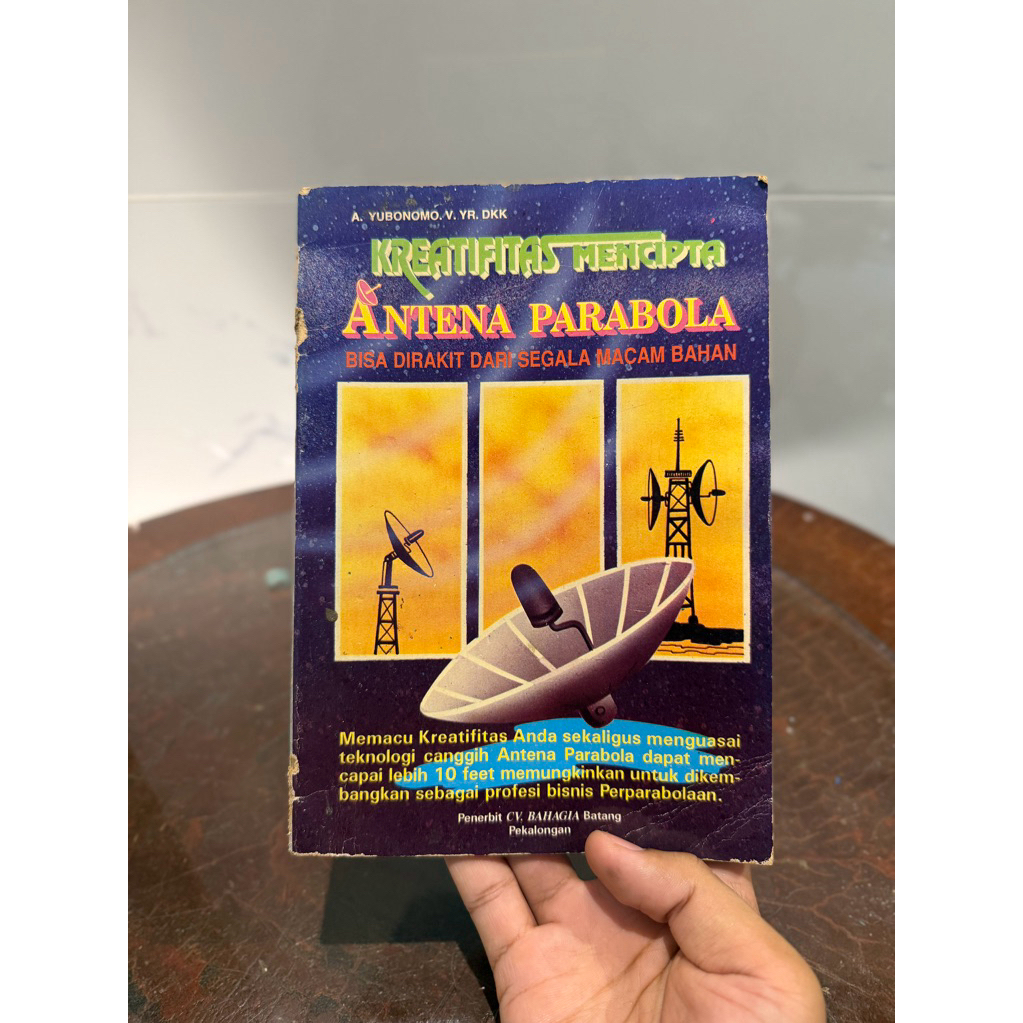 A. YUBONOMO. V. YR. DKK
KREATIFITAS MENCIPTA
ANTENA PARABOLA
BISA DIRAKIT DARI SEGALA MACAM BAHAN
Memacu Kreatifitas Anda sekaligus menguasai
teknologi canggih Antena Parabola dapat men-
capai lebih 10 feet memungkinkan untuk dikem-
bangkan sebagai profesi bisnis Perparabolaan.
Penerbit CV. BAHAGIA Batang
Pekalongan